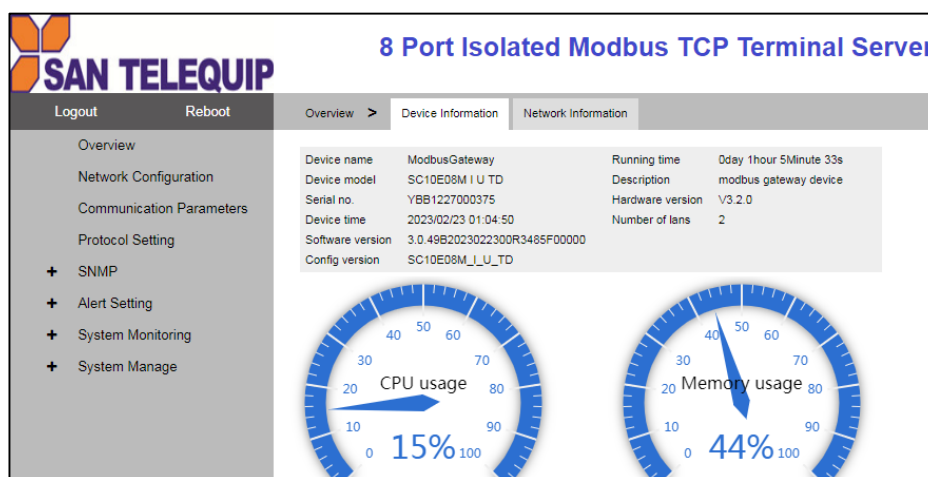 SAN TELEQUIP
8 Port Isolated Modbus TCP Terminal Server
Logout Reboot
Overview > Device Information Network Information
Overview
Network Configuration
Communication Parameters
Protocol Setting
+ SNMP
+ Alert Setting
+ System Monitoring
+ System Manage
Device name ModbusGateway Running time 0day 1hour 5Minute 33s
Device model SC10E08M I U TD Description modbus gateway device
Serial no. YBB1227000375 Hardware version V3.2.0
Device time 2023/02/23 01:04:50 Number of lans 2
Software version 3.0.49B2023022300R3485F00000
Config version SC10E08M_I_U_TD
0 10 20 30 40 50 60 70 80 90 100
CPU usage
15%
0 10 20 30 40 50 60 70 80 90 100
Memory usage
44%